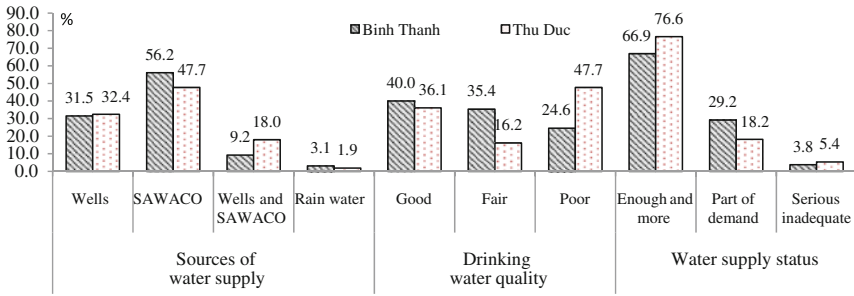 90.0
80.0
70.0
60.0
50.0
40.0
30.0
20.0
10.0
0.0
%
Binh Thanh
Thu Duc
31.5
32.4
56.2
47.7
9.2
18.0
3.1
1.9
40.0
36.1
35.4
16.2
24.6
47.7
66.9
76.6
29.2
18.2
3.8
5.4
Wells
SAWACO
Wells and
SAWACO
Rain water
Good
Fair
Poor
Enough and
more
Part of
demand
Serious
inadequate
Sources of
water supply
Drinking
water quality
Water supply status